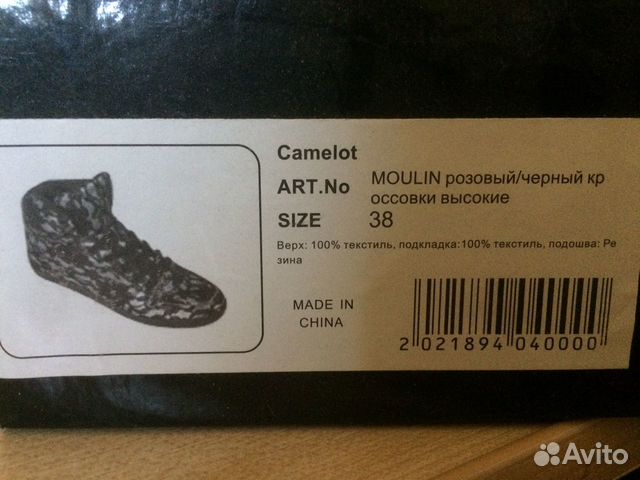 Camelot
ART.No MOULIN розовый/черный кр
оссовки высокие
SIZE 38
Верх: 100% текстиль, подкладка:100% текстиль, подошва: Ре
зина
MADE IN
CHINA
2 021894 040000
Avito